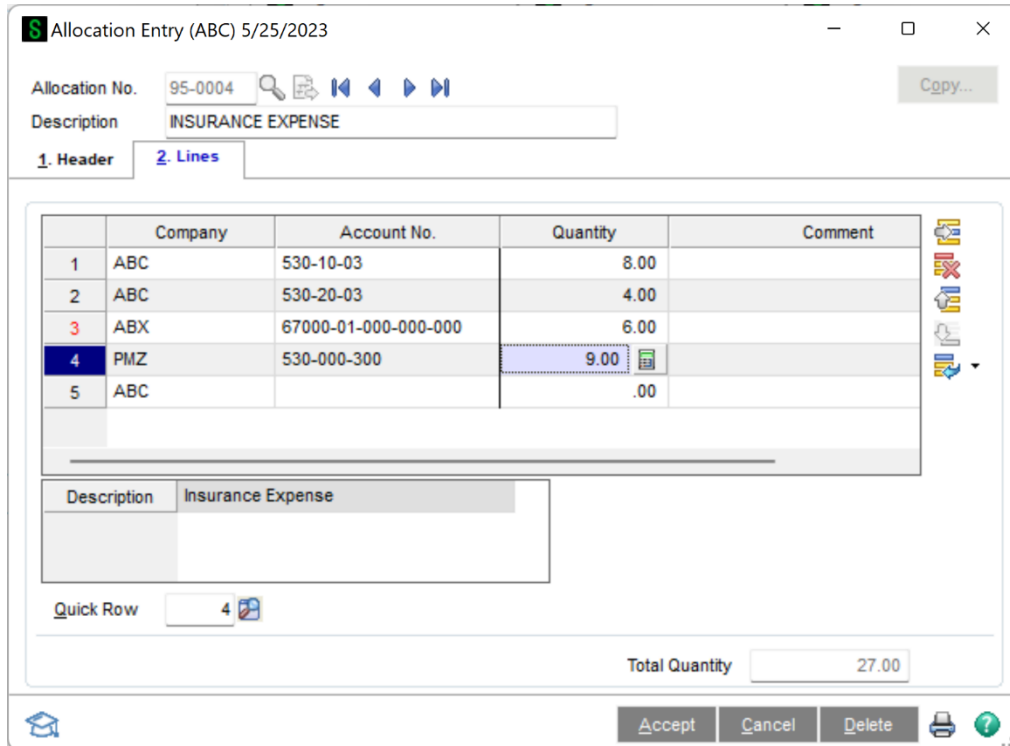 S Allocation Entry (ABC) 5/25/2023
Allocation No. 95-0004 Copy...
Description INSURANCE EXPENSE
1. Header 2. Lines
Company Account No. Quantity Comment
1 ABC 530-10-03 8.00
2 ABC 530-20-03 4.00
3 ABX 67000-01-000-000-000 6.00
4 PMZ 530-000-300 9.00
5 ABC .00
Description Insurance Expense
Quick Row 4
Total Quantity 27.00
Accept Cancel Delete ?